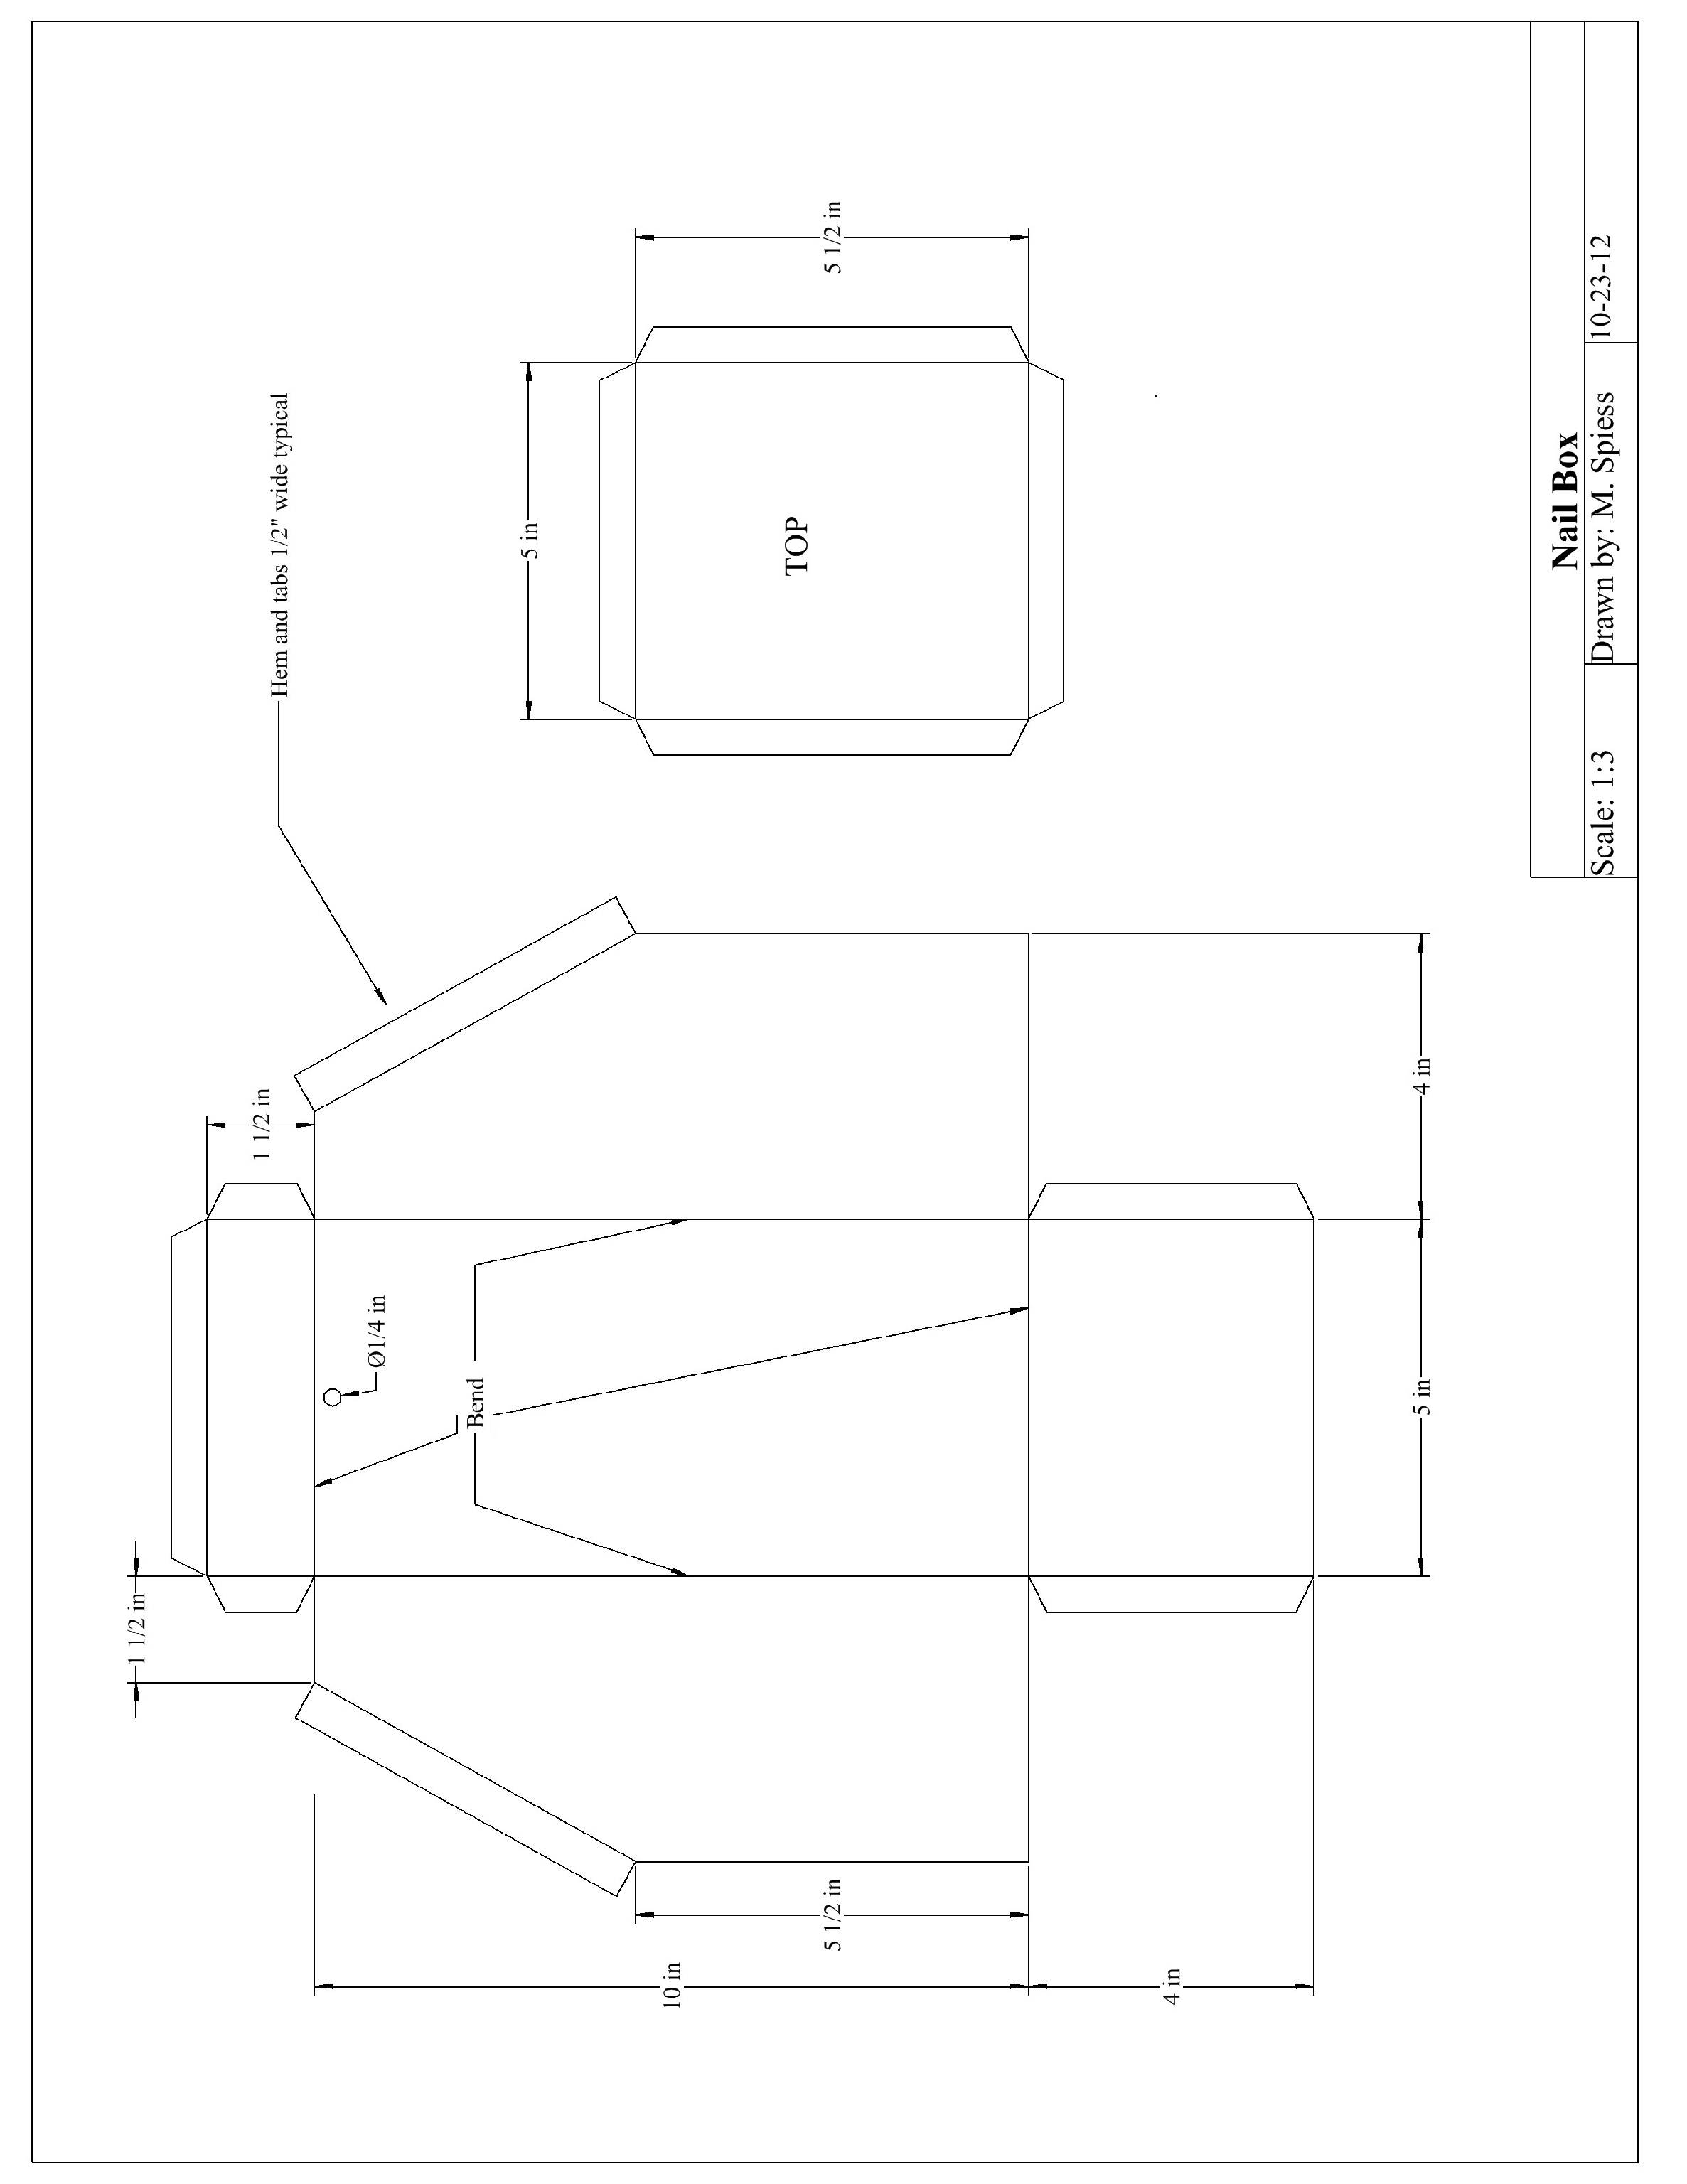 Hem and tabs 1/2" wide typical
1 1/2 in
1 1/2 in
Ø1/4 in
Bend
10 in
5 1/2 in
4 in
5 in
4 in
5 in
5 1/2 in
TOP
Nail Box
Scale: 1:3
Drawn by: M. Spiess
10-23-12